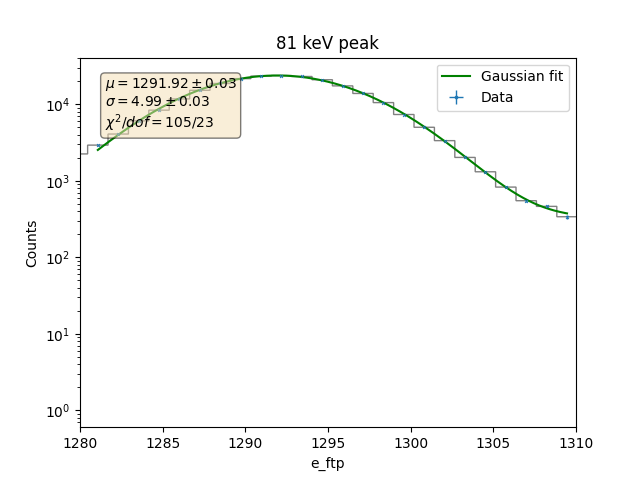 81 keV peak
μ = 1291.92 ± 0.03
σ = 4.99 ± 0.03
χ²/dof = 105/23
Gaussian fit
Data
Counts
10⁴
10³
10²
10¹
10⁰
1280 1285 1290 1295 1300 1305 1310
e_ftp